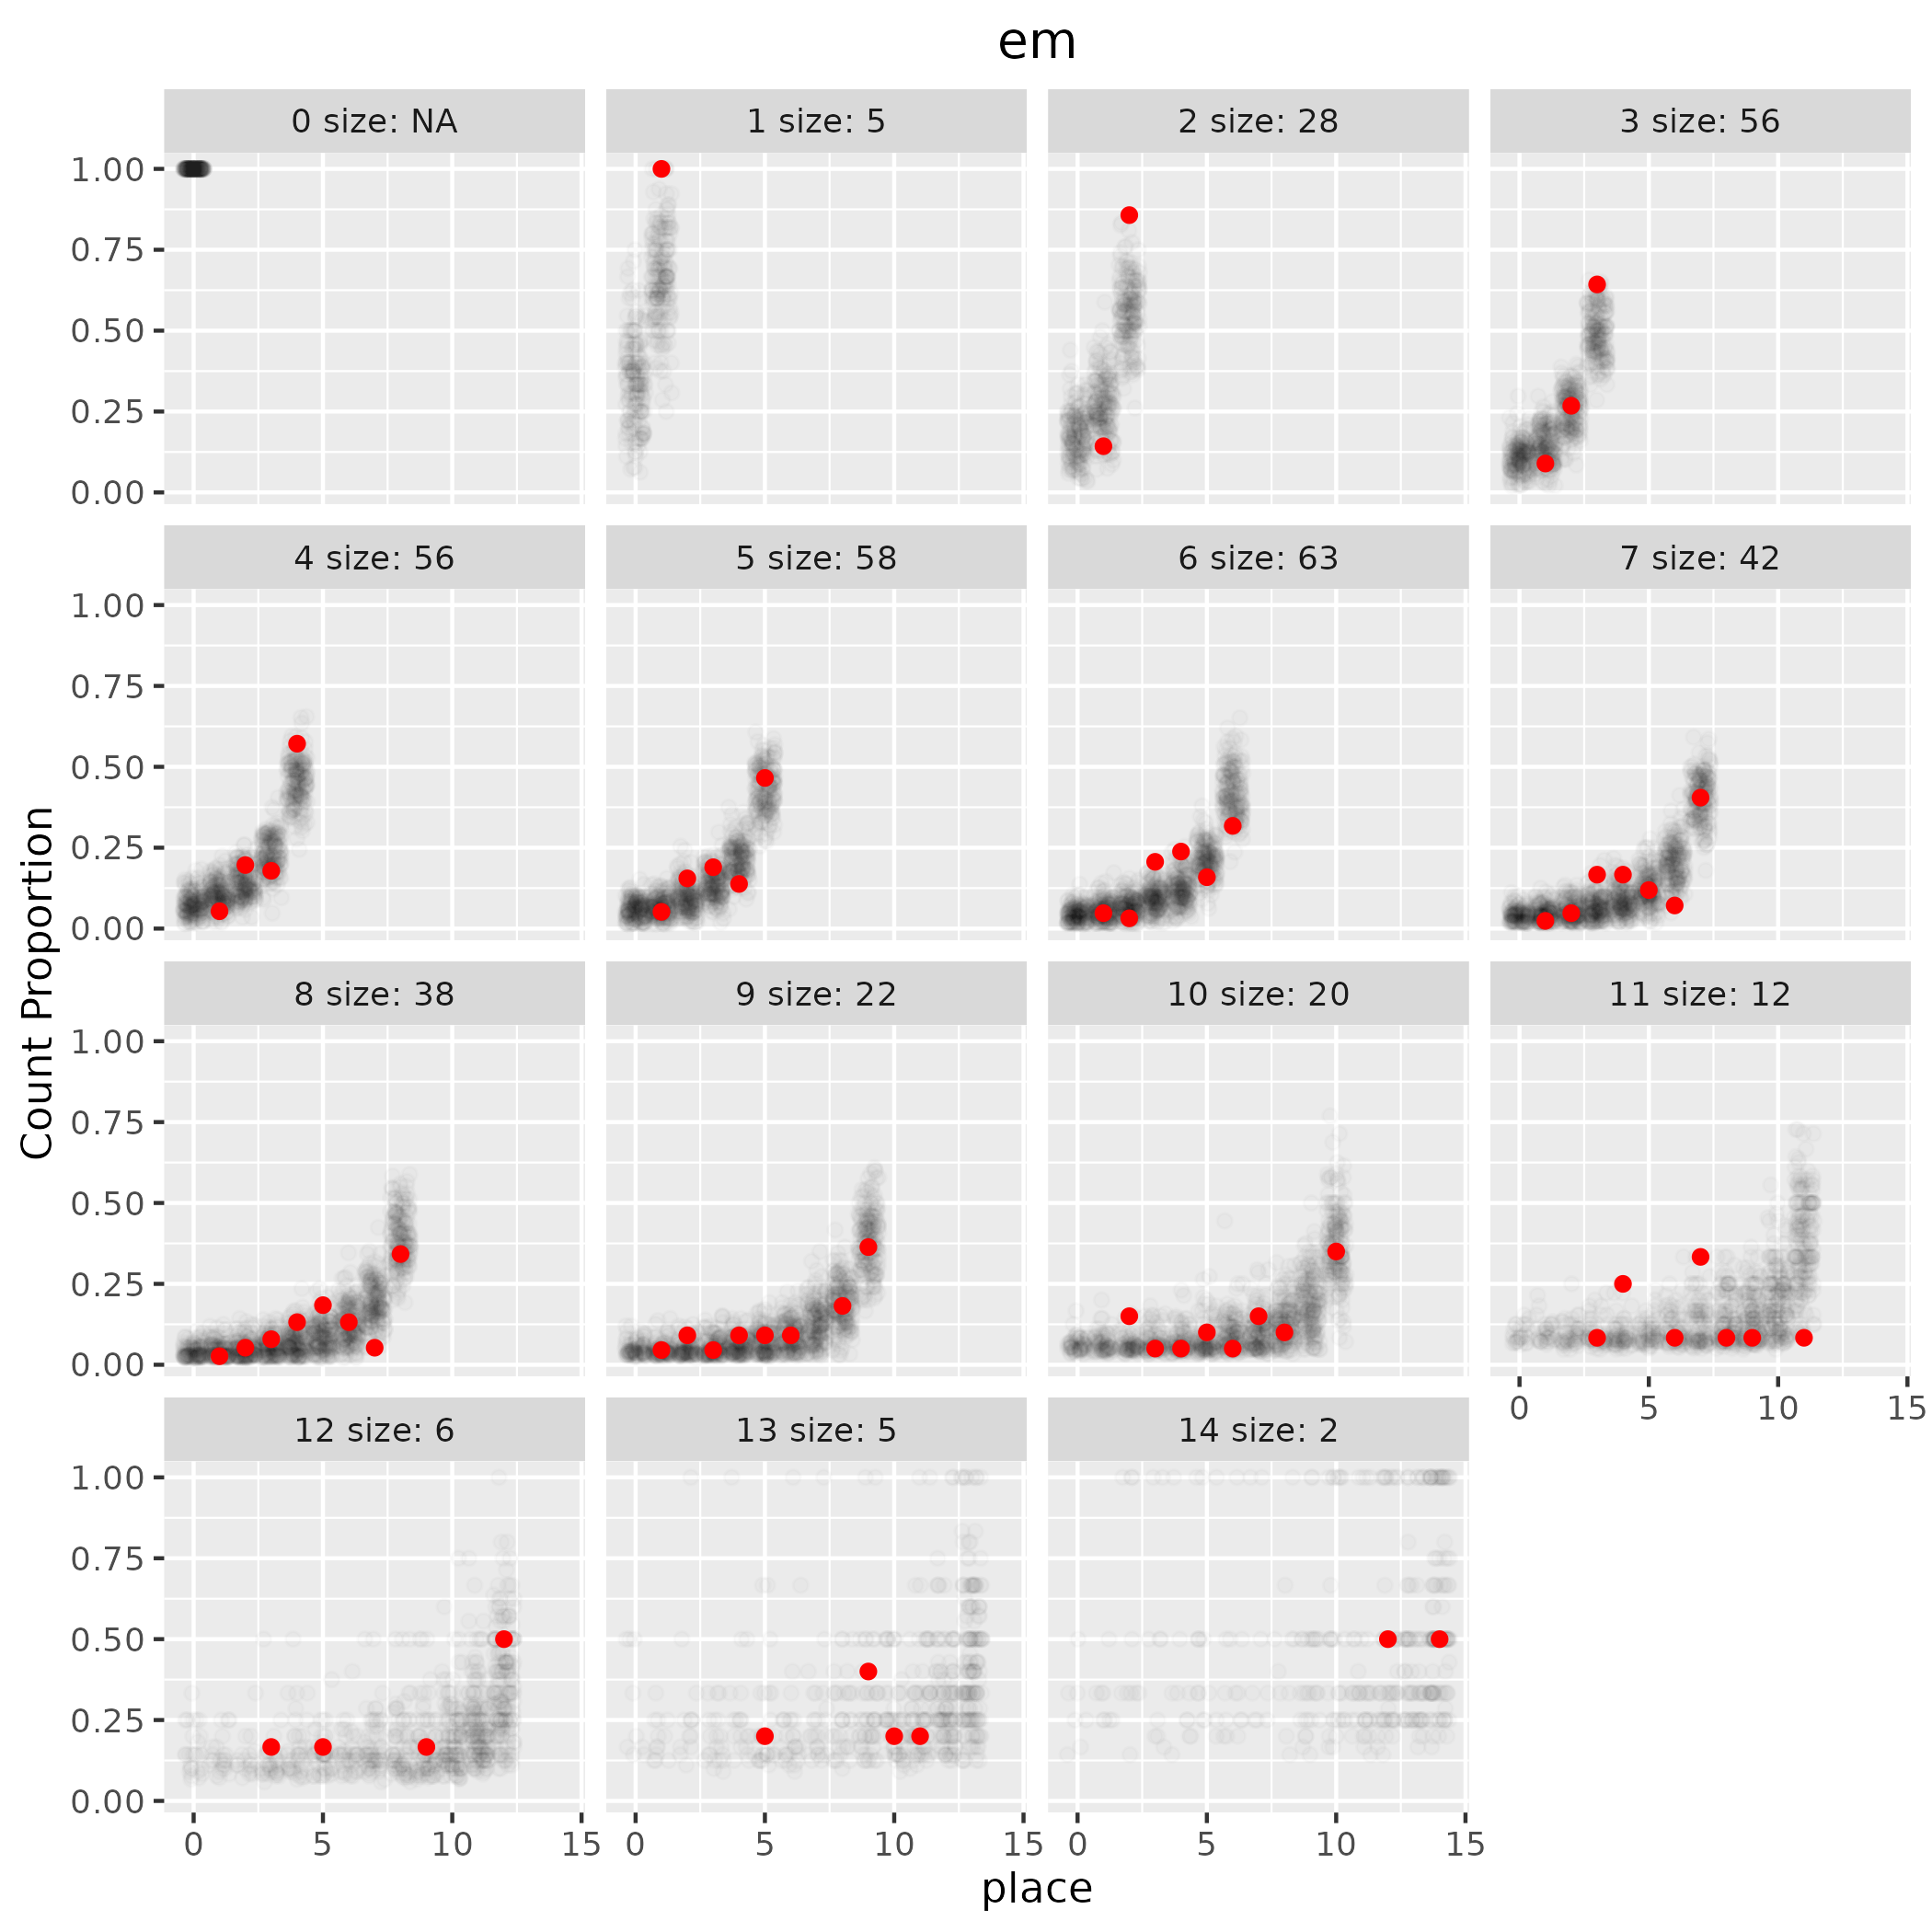 em
0 size: NA
1 size: 5
2 size: 28
3 size: 56
1.00
0.75
0.50
0.25
0.00
4 size: 56
5 size: 58
6 size: 63
7 size: 42
1.00
0.75
0.50
0.25
0.00
Count Proportion
8 size: 38
9 size: 22
10 size: 20
11 size: 12
1.00
0.75
0.50
0.25
0.00
0 5 10 15
12 size: 6
13 size: 5
14 size: 2
1.00
0.75
0.50
0.25
0.00
0 5 10 15
0 5 10 15
0 5 10 15
place